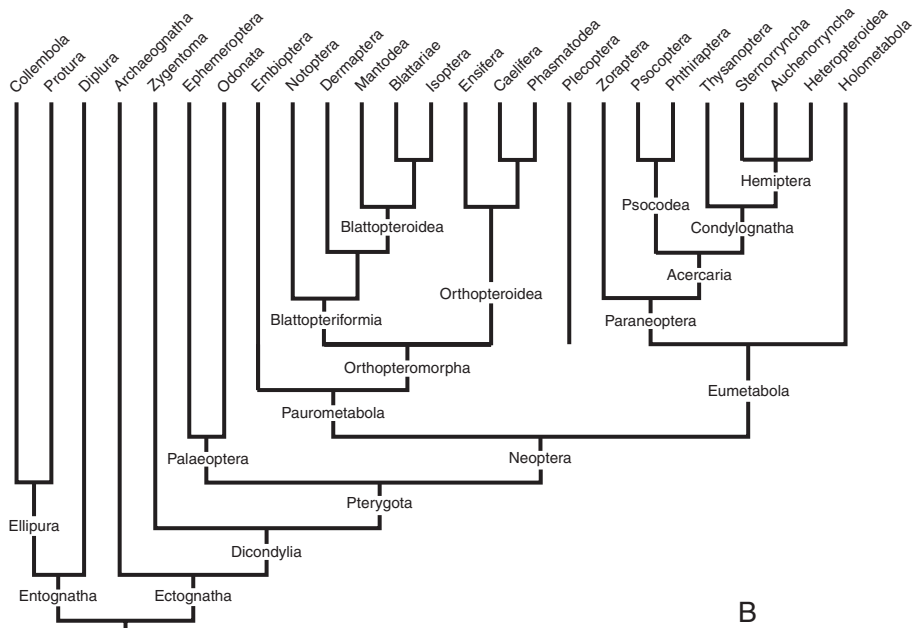 Collembola
Protura
Diplura
Archaeognatha
Zygentoma
Ephemeroptera
Odonata
Embioptera
Notoptera
Dermaptera
Mantodea
Blattariae
Isoptera
Ensifera
Caelifera
Phasmatodea
Plecoptera
Zoraptera
Psocoptera
Phthiraptera
Thysanoptera
Sternorryncha
Auchenorryncha
Heteropteroidea
Holometabola
Hemiptera
Psocodea
Blattopteroidea
Condylognatha
Acercaria
Orthopteroidea
Blattopteriformia
Paraneoptera
Orthopteromorpha
Eumetabola
Paurometabola
Palaeoptera
Neoptera
Pterygota
Ellipura
Dicondylia
Entognatha
Ectognatha
B